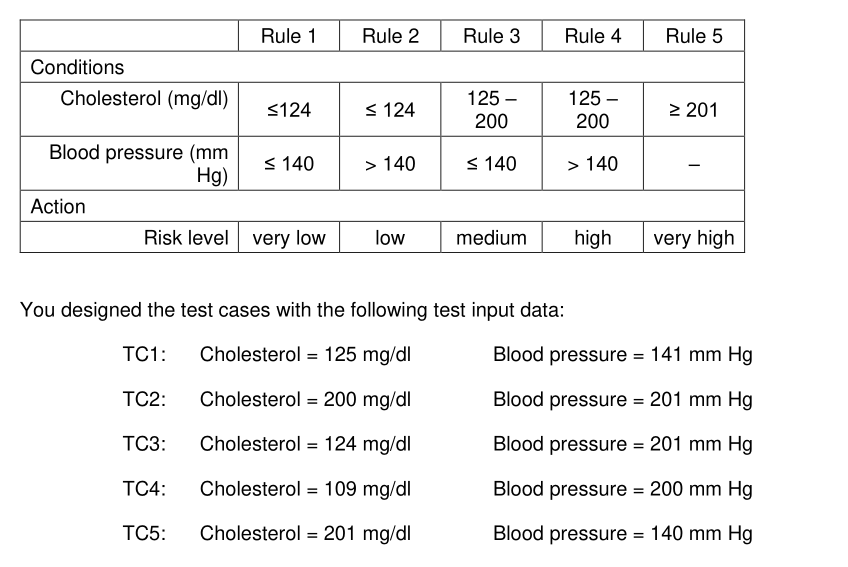 Rule 1 Rule 2 Rule 3 Rule 4 Rule 5
Conditions
Cholesterol (mg/dl) ≤124 ≤ 124 125 – 200 125 – 200 ≥ 201
Blood pressure (mm Hg) ≤ 140 > 140 ≤ 140 > 140 –
Action
Risk level very low low medium high very high
You designed the test cases with the following test input data:
TC1: Cholesterol = 125 mg/dl Blood pressure = 141 mm Hg
TC2: Cholesterol = 200 mg/dl Blood pressure = 201 mm Hg
TC3: Cholesterol = 124 mg/dl Blood pressure = 201 mm Hg
TC4: Cholesterol = 109 mg/dl Blood pressure = 200 mm Hg
TC5: Cholesterol = 201 mg/dl Blood pressure = 140 mm Hg